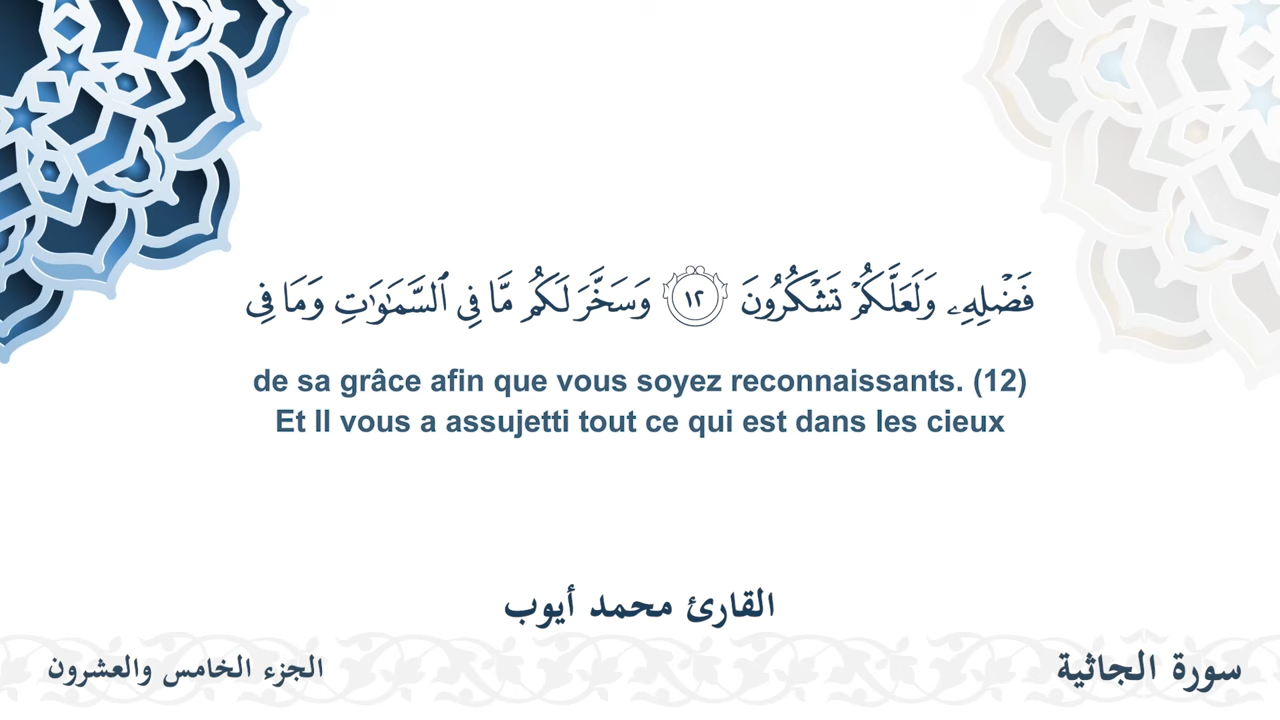 فَضْلِهِۦ وَلَعَلَّكُمْ تَشْكُرُونَ ١٢ وَسَخَّرَ لَكُم مَّا فِى ٱلسَّمَٰوَٰتِ وَمَا فِى
de sa grâce afin que vous soyez reconnaissants. (12)
Et Il vous a assujetti tout ce qui est dans les cieux
القارئ محمد أيوب
سورة الجاثية
الجزء الخامس والعشرون